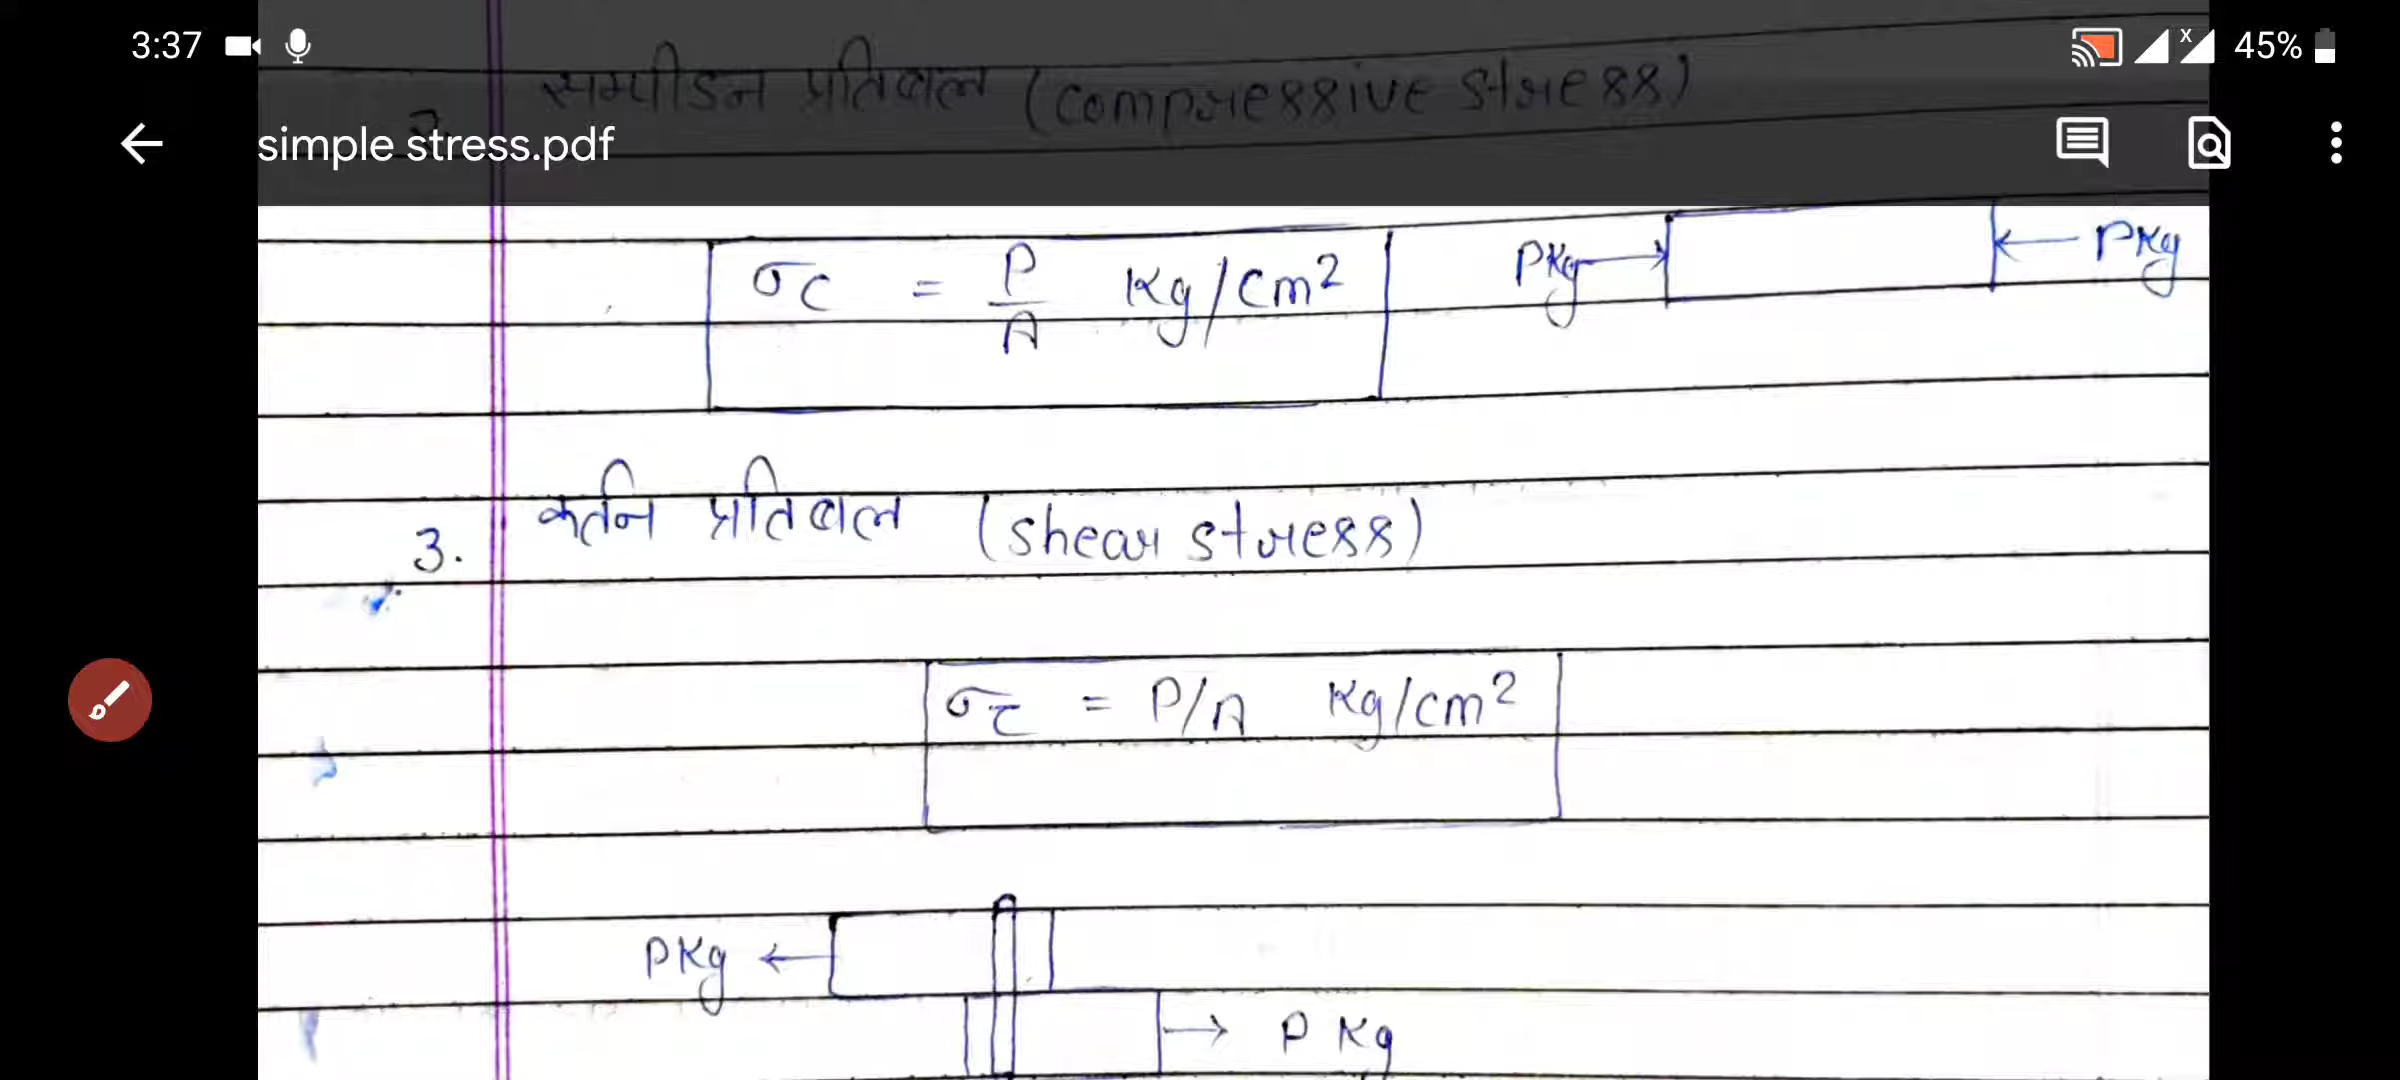 3:37 x 45%
सम्पीडन प्रतिबल (compressive stress)
2.
simple stress.pdf
σc = P/A Kg/cm² PKg PKg
3. कर्तन प्रतिबल (shear stress)
στ = P/A Kg/cm²
PKg
P Kg